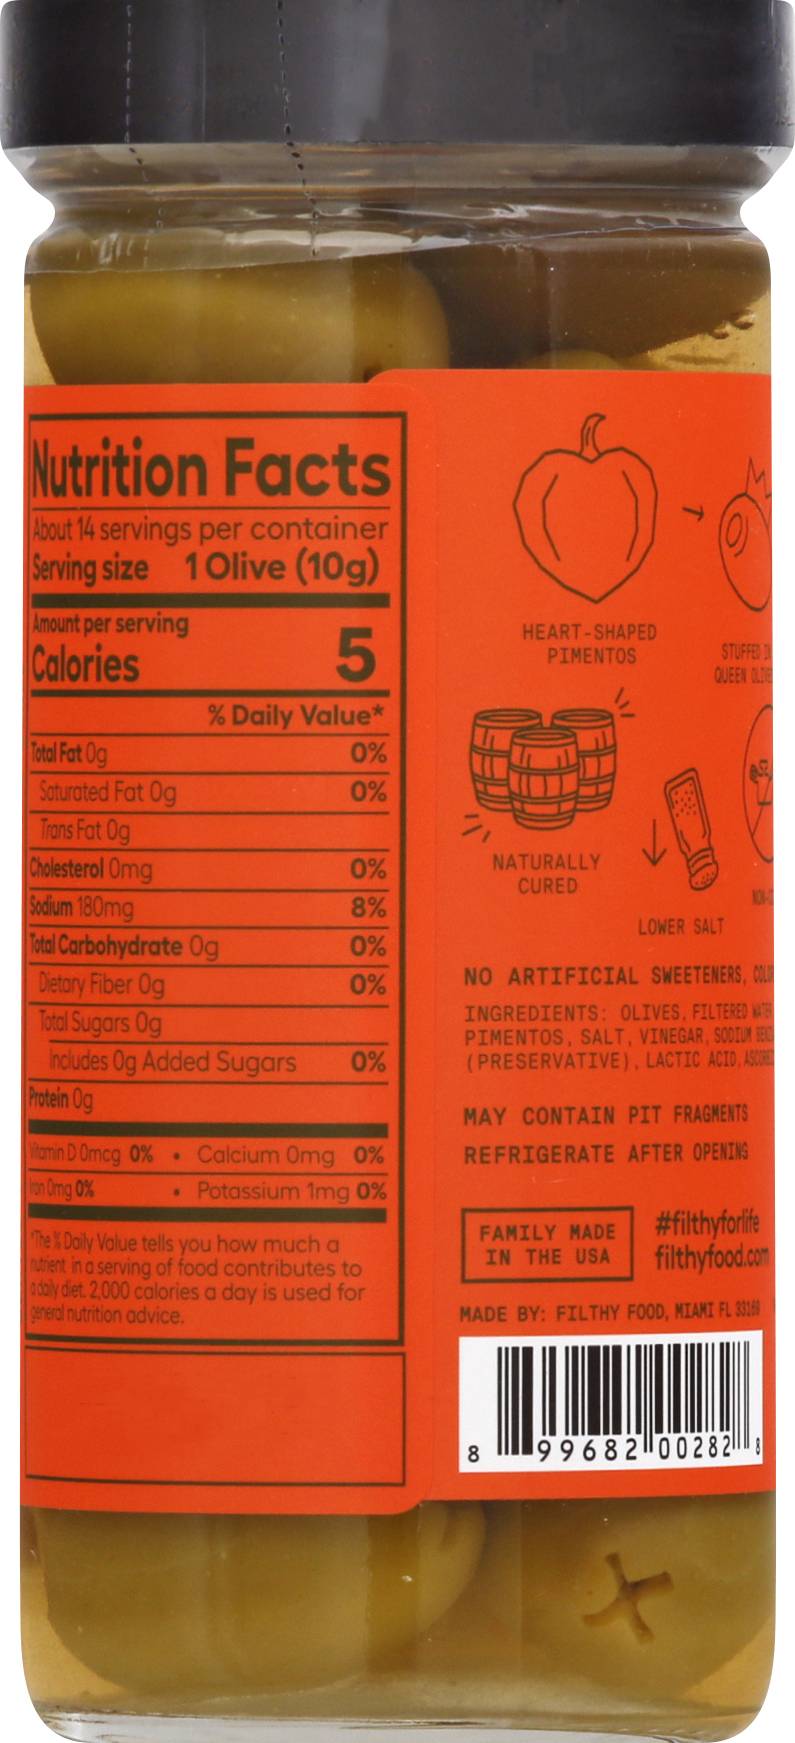 Nutrition Facts
About 14 servings per container
Serving size 1 Olive (10g)
Amount per serving
Calories 5
% Daily Value*
Total Fat 0g 0%
Saturated Fat 0g 0%
Trans Fat 0g
Cholesterol 0mg 0%
Sodium 180mg 8%
Total Carbohydrate 0g 0%
Dietary Fiber 0g 0%
Total Sugars 0g
Includes 0g Added Sugars 0%
Protein 0g
Vitamin D 0mcg 0% • Calcium 0mg 0%
Iron 0mg 0% • Potassium 1mg 0%
*The % Daily Value tells you how much a
nutrient in a serving of food contributes to
a daily diet. 2,000 calories a day is used for
general nutrition advice.
HEART-SHAPED
PIMENTOS
STUFFED
QUEEN
NATURALLY
CURED
LOWER SALT
NO ARTIFICIAL SWEETENERS,
INGREDIENTS: OLIVES, FILTERED WATER
PIMENTOS, SALT, VINEGAR, SODIUM
(PRESERVATIVE), LACTIC ACID,
MAY CONTAIN PIT FRAGMENTS
REFRIGERATE AFTER OPENING
FAMILY MADE
IN THE USA
#filthyforlife
filthyfood.com
MADE BY: FILTHY FOOD, MIAMI FL 33169
8 99682 00282 8